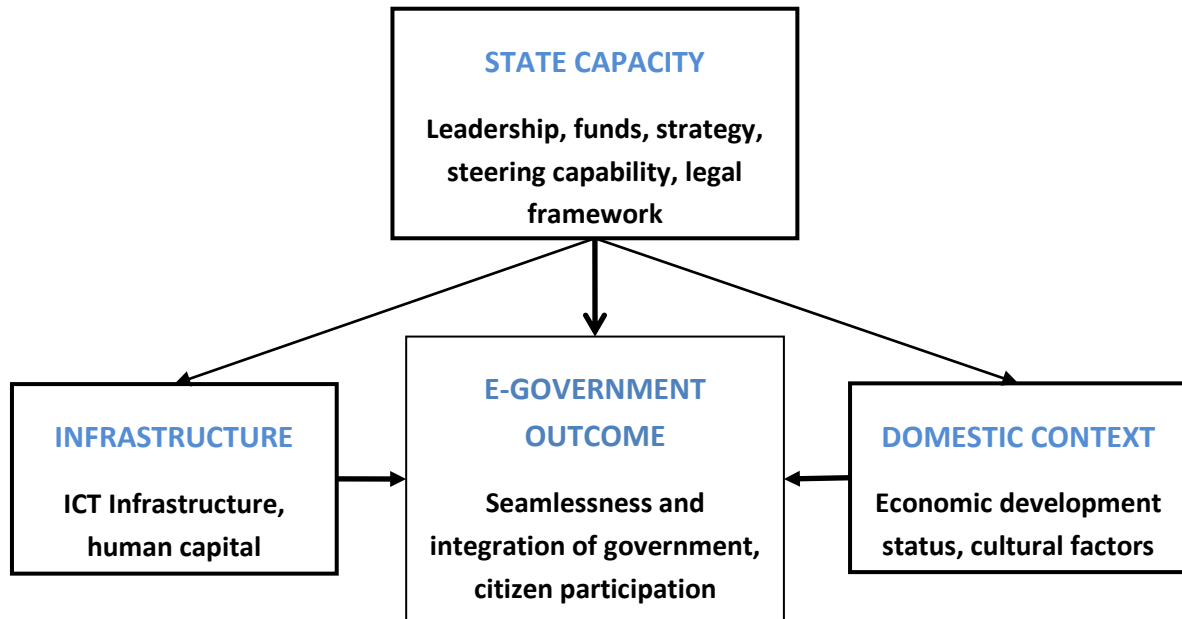 STATE CAPACITY
Leadership, funds, strategy,
steering capability, legal
framework
INFRASTRUCTURE
ICT Infrastructure,
human capital
E-GOVERNMENT
OUTCOME
Seamlessness and
integration of government,
citizen participation
DOMESTIC CONTEXT
Economic development
status, cultural factors